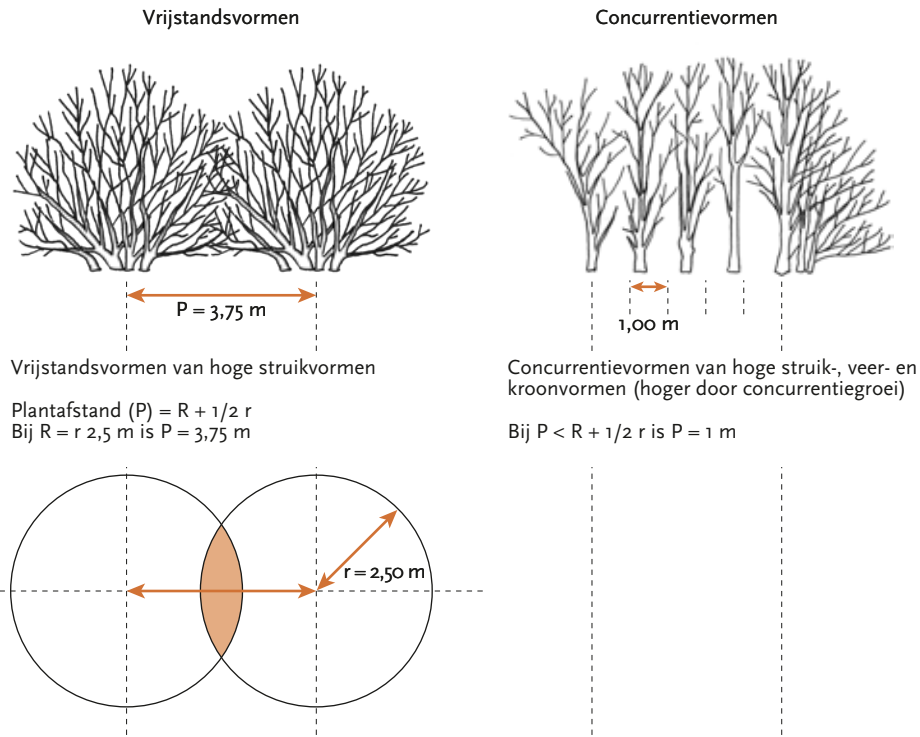 Vrijstandsvormen
P = 3,75 m
Vrijstandsvormen van hoge struikvormen
Plantafstand (P) = R + 1/2 r
Bij R = r 2,5 m is P = 3,75 m
r = 2,50 m
Concurrentievormen
1,00 m
Concurrentievormen van hoge struik-, veer- en
kroonvormen (hoger door concurrentiegroei)
Bij P < R + 1/2 r is P = 1 m